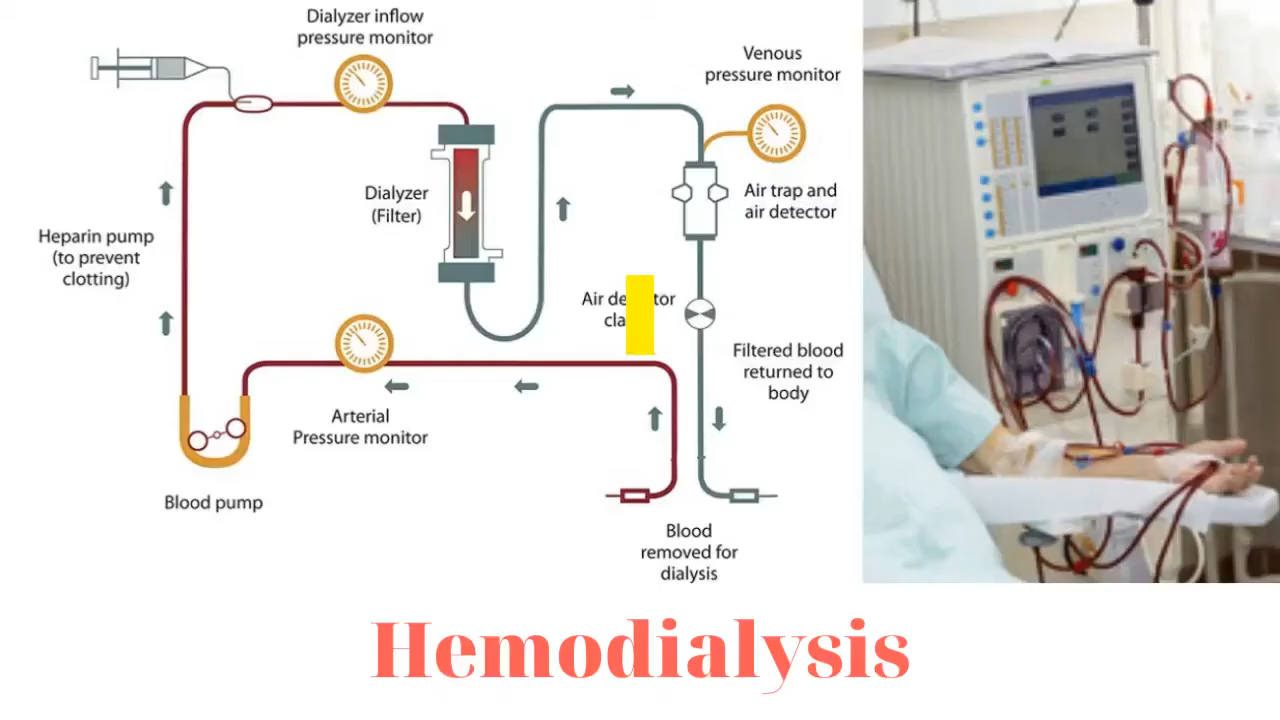 Dialyzer inflow
pressure monitor
Venous
pressure monitor
Dialyzer
(Filter)
Air trap and
air detector
Heparin pump
(to prevent
clotting)
Air
Filtered blood
returned to
body
Arterial
Pressure monitor
Blood pump
Blood
removed for
dialysis
Hemodialysis